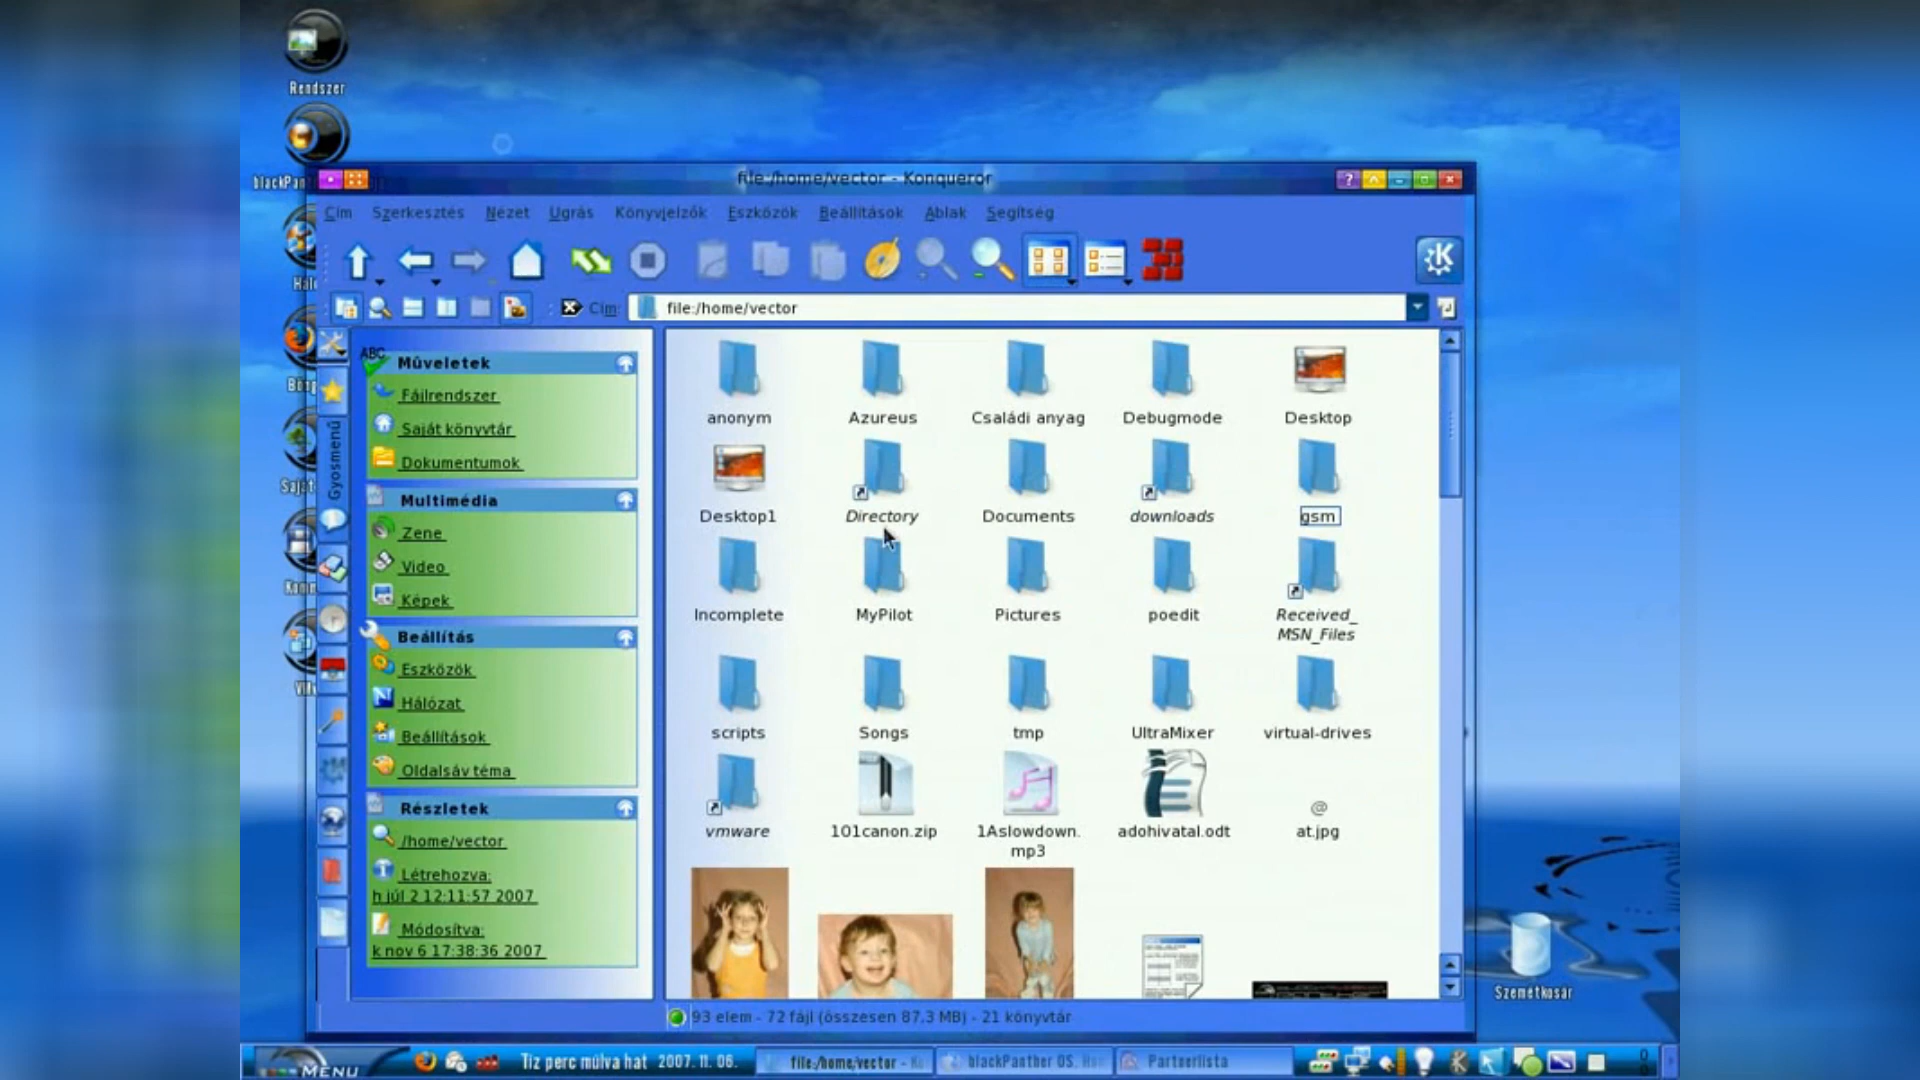 Rendszer
file:/home/vector - Konqueror
Cím Szerkesztés Nézet Ugrás Könyvjelzők Eszközök Beállítások Ablak Segítség
Cím: file:/home/vector
Gyosmenü
ABC
Műveletek
Fájlrendszer
Saját könyvtár
Dokumentumok
Multimédia
Zene
Video
Képek
Beállítás
Eszközök
Hálózat
Beállítások
Oldalsáv téma
Részletek
/home/vector
Létrehozva:
h júl 2 12:11:57 2007
Módosítva:
k nov 6 17:38:36 2007
anonym Azureus Családi anyag Debugmode Desktop
Desktop1 Directory Documents downloads gsm
Incomplete MyPilot Pictures poedit Received_
MSN_Files
scripts Songs tmp UltraMixer virtual-drives
@
vmware 101canon.zip 1Aslowdown. adohivatal.odt at.jpg
mp3
93 elem - 72 fájl (összesen 87,3 MB) - 21 könyvtár
Szemétkosár
MENU Tíz perc múlva hat 2007. 11. 06. file:/home/vector - blackPanther OS. Partnerlista